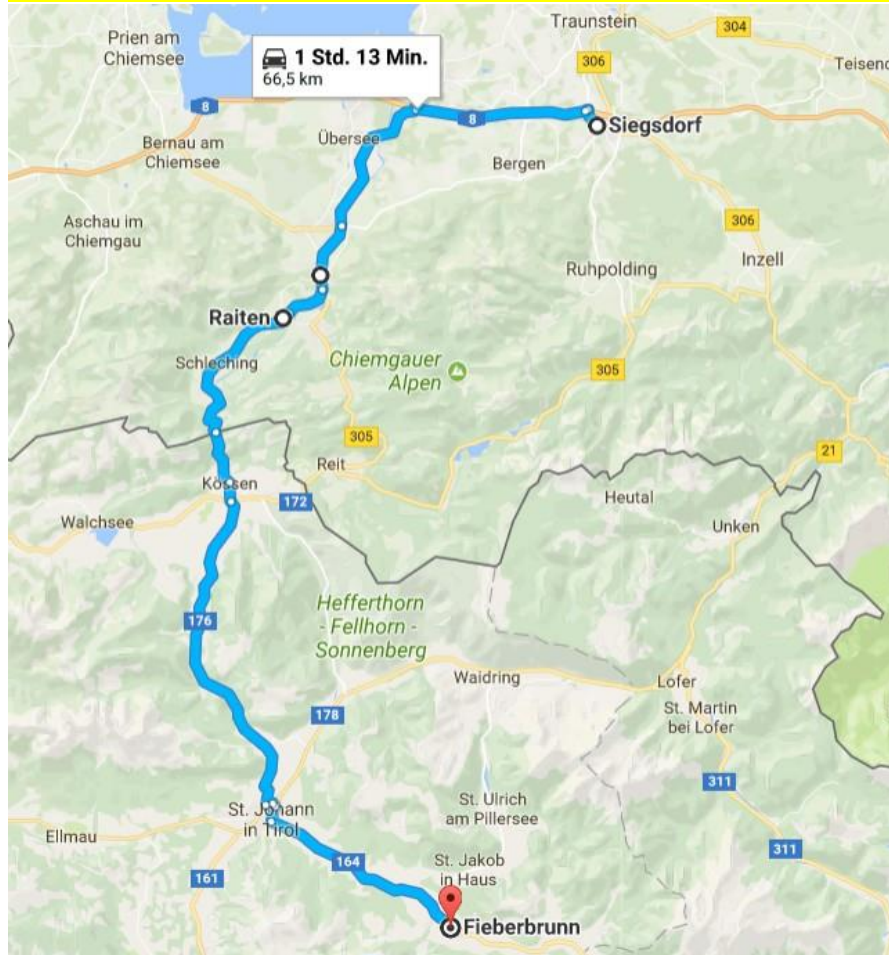 Prien am
Chiemsee
Traunstein
304
1 Std. 13 Min.
66,5 km
306
Teisend
8
8
Siegsdorf
Übersee
Bernau am
Chiemsee
Bergen
Aschau im
Chiemgau
306
Ruhpolding
Inzell
Raiten
Schleching
Chiemgauer
Alpen
305
305
21
Reit
Kössen
172
Heutal
Walchsee
Unken
Hefferthorn
- Fellhorn -
Sonnenberg
176
Waidring
Lofer
178
St. Martin
bei Lofer
311
St. Johann
in Tirol
St. Ulrich
am Pillersee
Ellmau
164
St. Jakob
in Haus
311
161
Fieberbrunn